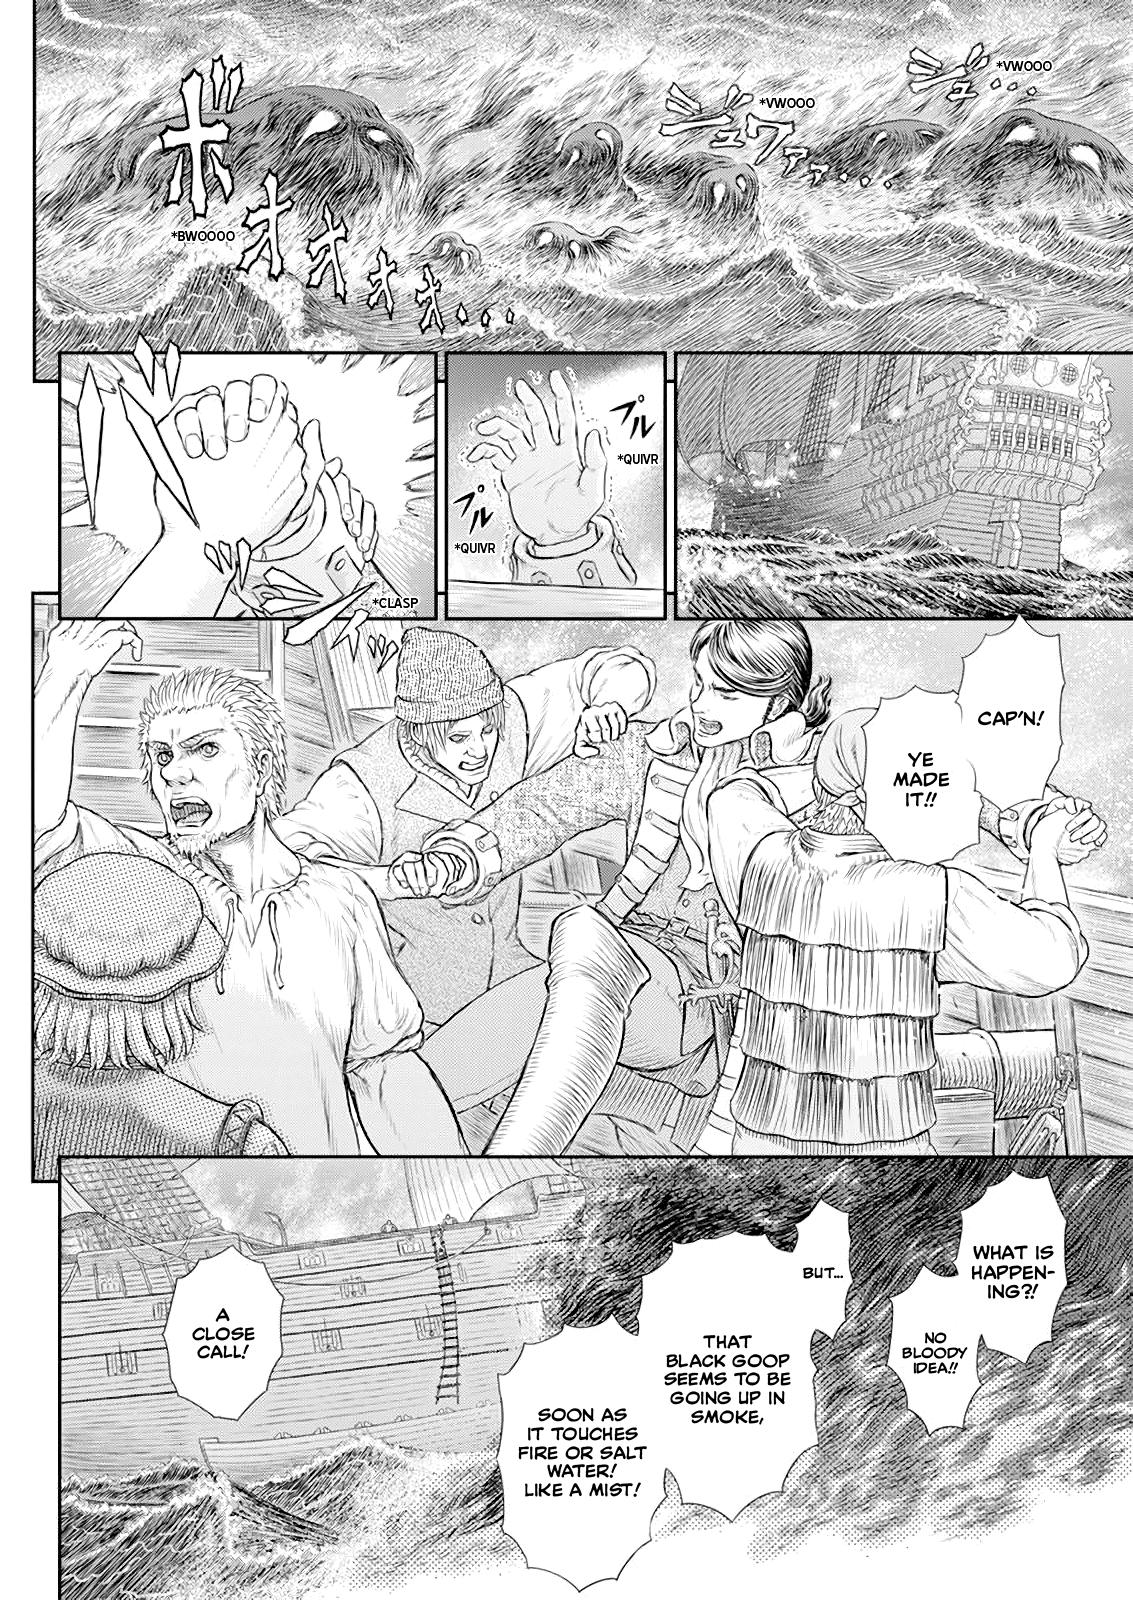 ジュ・・・
*VWOOO
ジュワァァ・・・
*VWOOO
ボオオオオオ・・・
*BWOOOO
プル
*QUIVR
プル
*QUIVR
*CLASP
CAP'N!
YE
MADE
IT!!
WHAT IS
HAPPEN-
ING?!
NO
BLOODY
IDEA!!
BUT...
THAT
BLACK GOOP
SEEMS TO BE
GOING UP IN
SMOKE,
SOON AS
IT TOUCHES
FIRE OR SALT
WATER!
LIKE A MIST!
A
CLOSE
CALL!